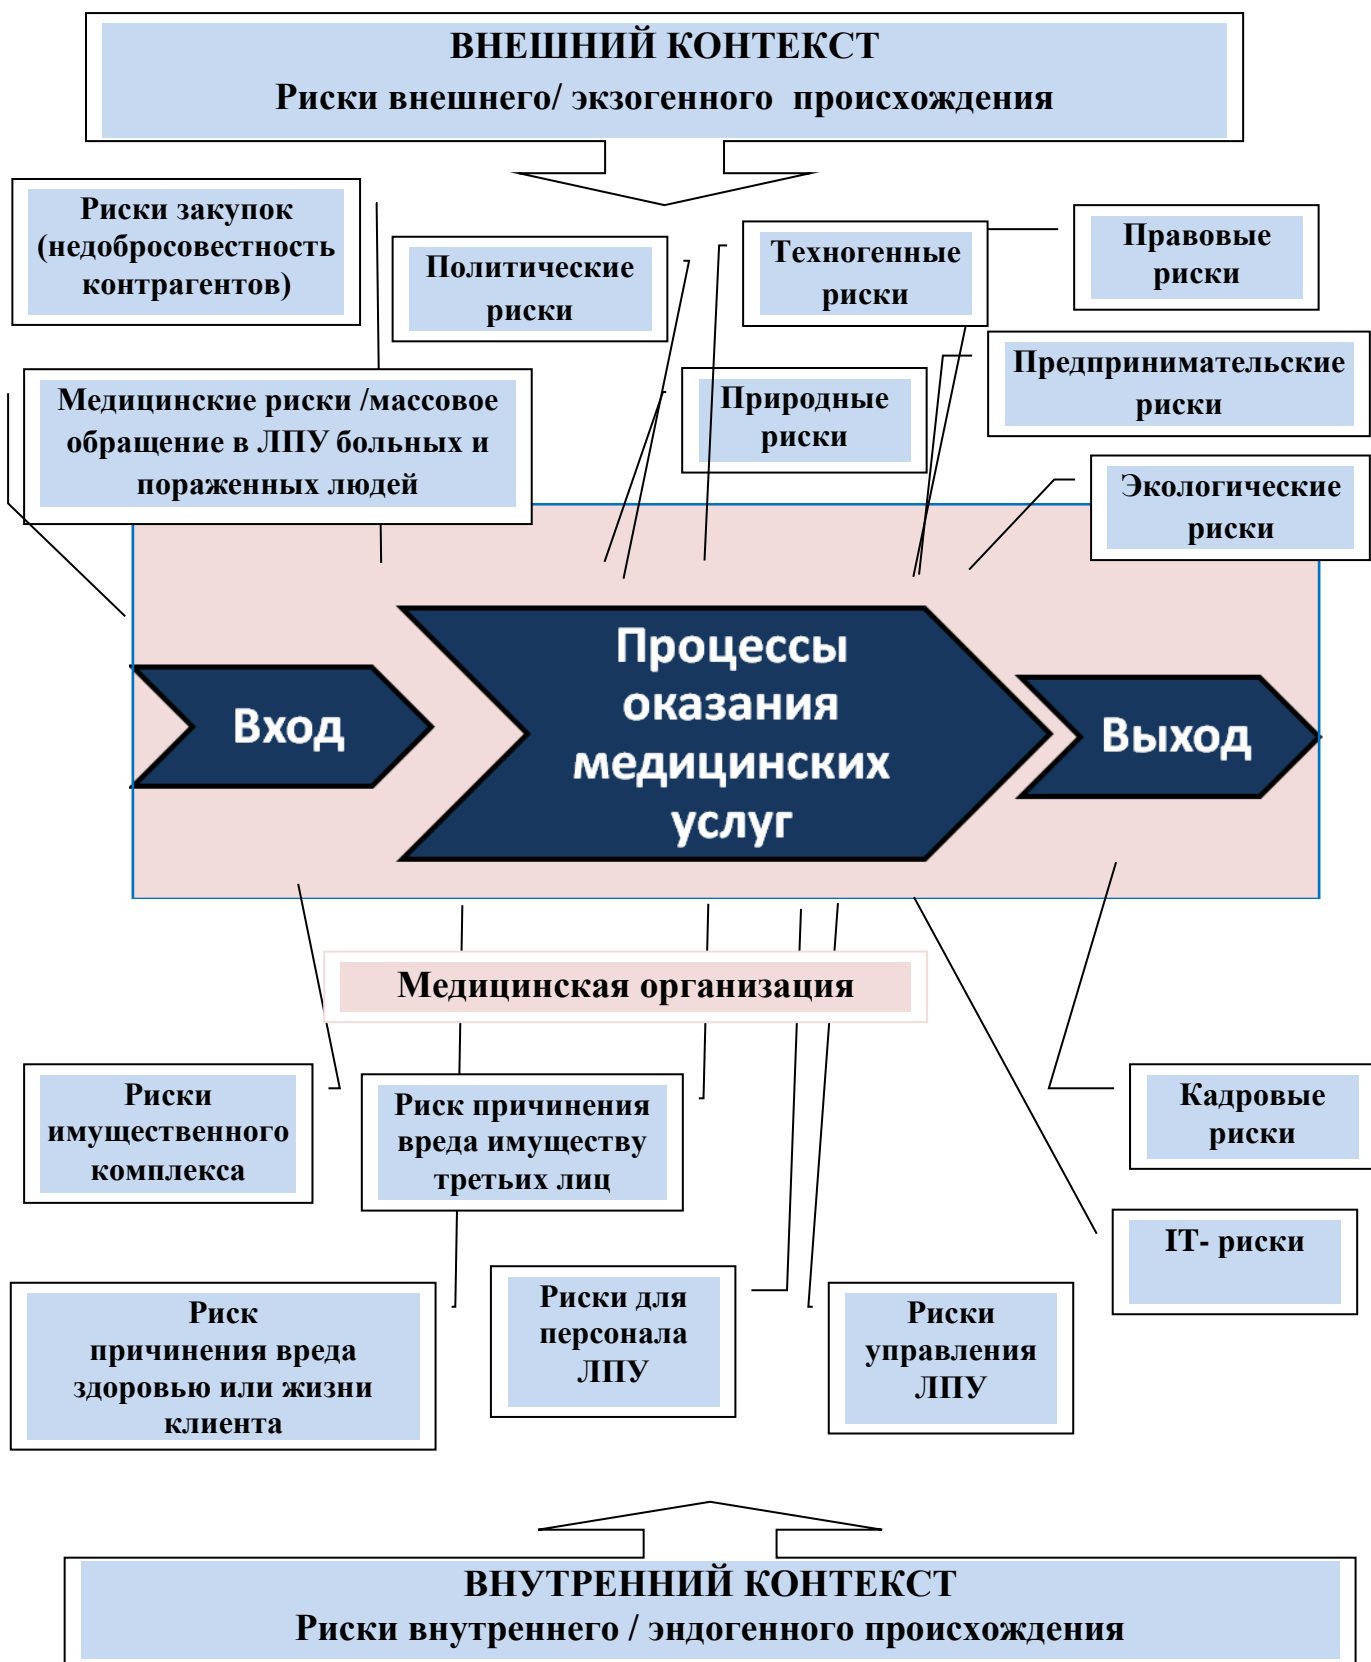 ВНЕШНИЙ КОНТЕКСТ
Риски внешнего/ экзогенного происхождения
Риски закупок
(недобросовестность
контрагентов)
Политические
риски
Техногенные
риски
Правовые
риски
Медицинские риски /массовое
обращение в ЛПУ больных и
пораженных людей
Природные
риски
Предпринимательские
риски
Экологические
риски
Вход
Процессы
оказания
медицинских
услуг
Выход
Медицинская организация
Риски
имущественного
комплекса
Риск причинения
вреда имуществу
третьих лиц
Кадровые
риски
IT- риски
Риск
причинения вреда
здоровью или жизни
клиента
Риски для
персонала
ЛПУ
Риски
управления
ЛПУ
ВНУТРЕННИЙ КОНТЕКСТ
Риски внутреннего / эндогенного происхождения